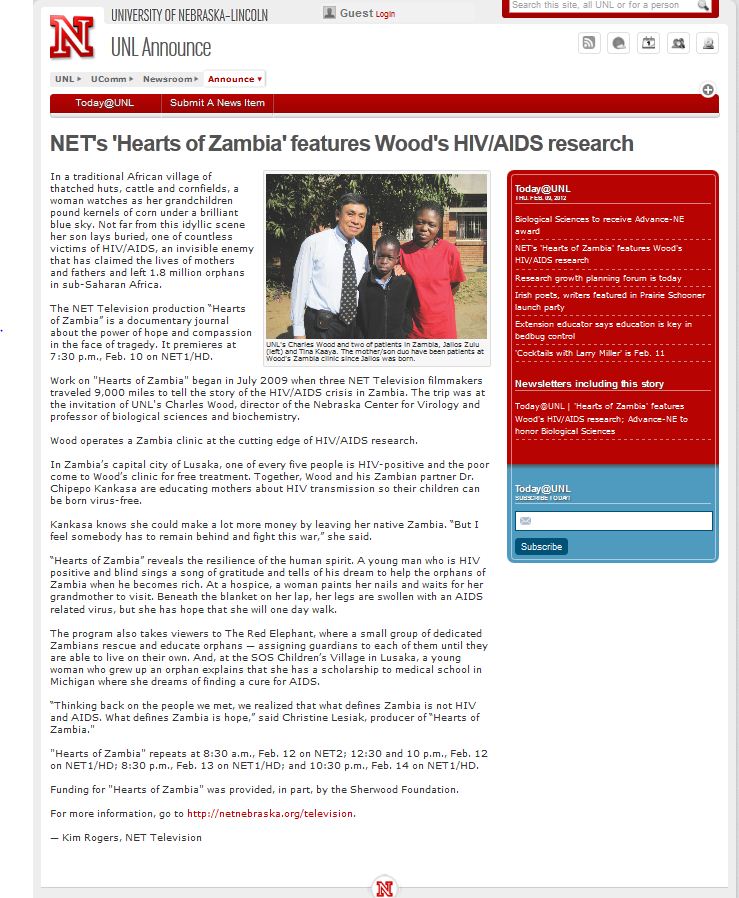 UNIVERSITY OF NEBRASKA–LINCOLN
Guest Login
Search this site, all UNL or for a person
N
UNL Announce
UNL
UComm
Newsroom
Announce
Today@UNL
Submit A News Item
NET's 'Hearts of Zambia' features Wood's HIV/AIDS research
In a traditional African village of
thatched huts, cattle and cornfields, a
woman watches as her grandchildren
pound kernels of corn under a brilliant
blue sky. Not far from this idyllic scene
her son lays buried, one of countless
victims of HIV/AIDS, an invisible enemy
that has claimed the lives of mothers
and fathers and left 1.8 million orphans
in sub-Saharan Africa.
UNL's Charles Wood and two of patients in Zambia, Jailos Zulu
(left) and Tina Kaaya. The mother/son duo have been patients at
Wood's Zambia clinic since Jailos was born.
The NET Television production "Hearts
of Zambia" is a documentary journal
about the power of hope and compassion
in the face of tragedy. It premieres at
7:30 p.m., Feb. 10 on NET1/HD.
Work on "Hearts of Zambia" began in July 2009 when three NET Television filmmakers
traveled 9,000 miles to tell the story of the HIV/AIDS crisis in Zambia. The trip was at
the invitation of UNL's Charles Wood, director of the Nebraska Center for Virology and
professor of biological sciences and biochemistry.
Wood operates a Zambia clinic at the cutting edge of HIV/AIDS research.
In Zambia's capital city of Lusaka, one of every five people is HIV-positive and the poor
come to Wood's clinic for free treatment. Together, Wood and his Zambian partner Dr.
Chipepo Kankasa are educating mothers about HIV transmission so their children can
be born virus-free.
Kankasa knows she could make a lot more money by leaving her native Zambia. "But I
feel somebody has to remain behind and fight this war," she said.
"Hearts of Zambia" reveals the resilience of the human spirit. A young man who is HIV
positive and blind sings a song of gratitude and tells of his dream to help the orphans of
Zambia when he becomes rich. At a hospice, a woman paints her nails and waits for her
grandmother to visit. Beneath the blanket on her lap, her legs are swollen with an AIDS
related virus, but she has hope that she will one day walk.
The program also takes viewers to The Red Elephant, where a small group of dedicated
Zambians rescue and educate orphans — assigning guardians to each of them until they
are able to live on their own. And, at the SOS Children's Village in Lusaka, a young
woman who grew up an orphan explains that she has a scholarship to medical school in
Michigan where she dreams of finding a cure for AIDS.
"Thinking back on the people we met, we realized that what defines Zambia is not HIV
and AIDS. What defines Zambia is hope," said Christine Lesiak, producer of "Hearts of
Zambia."
"Hearts of Zambia" repeats at 8:30 a.m., Feb. 12 on NET2; 12:30 and 10 p.m., Feb. 12
on NET1/HD; 8:30 p.m., Feb. 13 on NET1/HD; and 10:30 p.m., Feb. 14 on NET1/HD.
Funding for "Hearts of Zambia" was provided, in part, by the Sherwood Foundation.
For more information, go to http://netnebraska.org/television.
— Kim Rogers, NET Television
Today@UNL
THU. FEB. 09, 2012
Biological Sciences to receive Advance-NE
award
NET's 'Hearts of Zambia' features Wood's
HIV/AIDS research
Research growth planning forum is today
Irish poets, writers featured in Prairie Schooner
launch party
Extension educator says education is key in
bedbug control
'Cocktails with Larry Miller' is Feb. 11
Newsletters including this story
Today@UNL | 'Hearts of Zambia' features
Wood's HIV/AIDS research; Advance-NE to
honor Biological Sciences
Today@UNL
SUBSCRIBE TODAY!
Subscribe
N